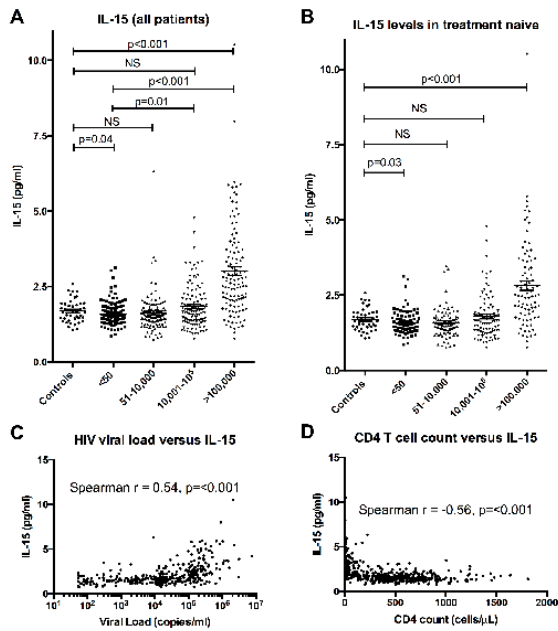 A
IL-15 (all patients)
p<0.001
NS
p<0.001
p=0.01
NS
p=0.04
IL-15 (pg/ml)
10.0
7.5
5.0
2.5
0.0
Controls
<50
51-10,000
10,001-10⁵
>100,000
B
IL-15 levels in treatment naive
p<0.001
NS
NS
p=0.03
IL-15 (pg/ml)
10.0
7.5
5.0
2.5
0.0
Controls
<50
51-10,000
10,001-10⁵
>100,000
C
HIV viral load versus IL-15
Spearman r = 0.54, p=<0.001
IL-15 (pg/ml)
15
10
5
0
10¹ 10² 10³ 10⁴ 10⁵ 10⁶ 10⁷
Viral Load (copies/ml)
D
CD4 T cell count versus IL-15
Spearman r = -0.56, p=<0.001
IL-15 (pg/ml)
15
10
5
0
0 500 1000 1500 2000
CD4 count (cells/μL)